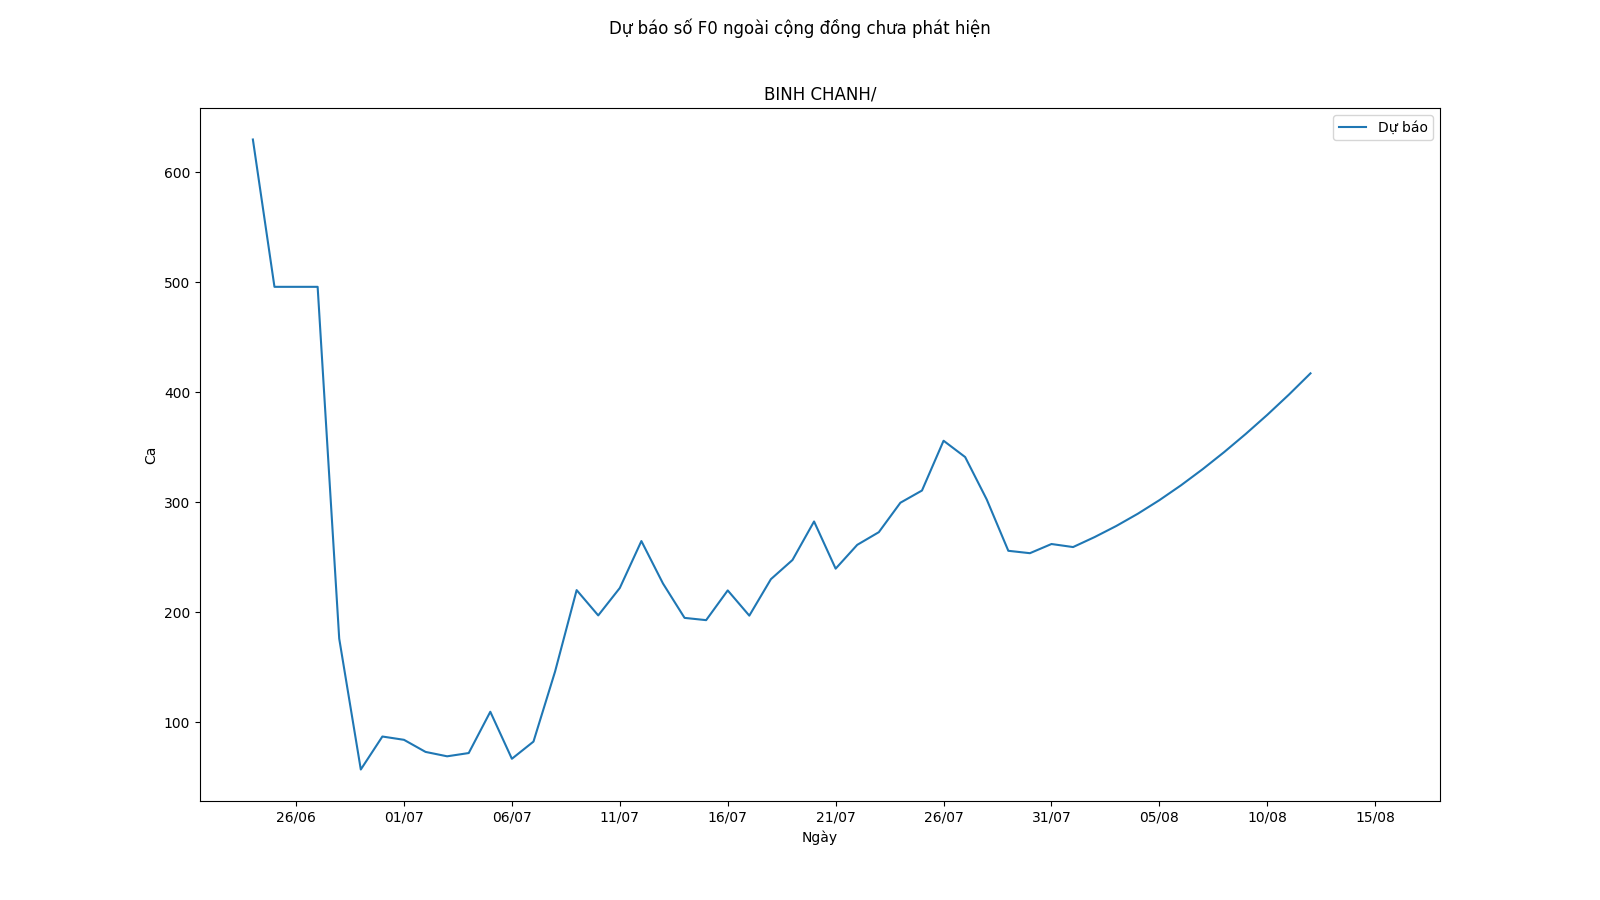 Dự báo số F0 ngoài cộng đồng chưa phát hiện
BINH CHANH/
Dự báo
600
500
400
300
200
100
Ca
26/06 01/07 06/07 11/07 16/07 21/07 26/07 31/07 05/08 10/08 15/08
Ngày